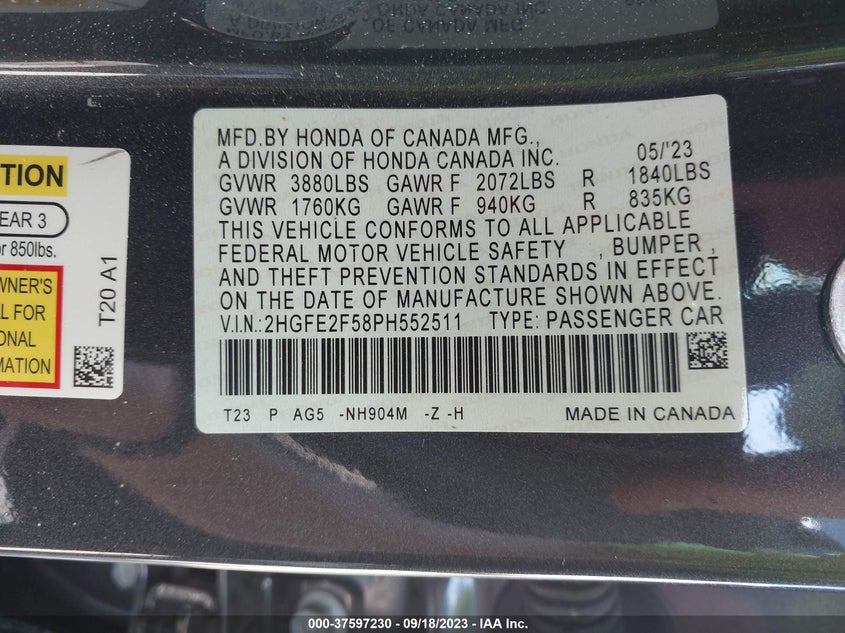 MFD.BY HONDA OF CANADA MFG.,
A DIVISION OF HONDA CANADA INC. 05/'23
GVWR 3880LBS GAWR F 2072LBS R 1840LBS
GVWR 1760KG GAWR F 940KG R 835KG
THIS VEHICLE CONFORMS TO ALL APPLICABLE
FEDERAL MOTOR VEHICLE SAFETY , BUMPER ,
AND THEFT PREVENTION STANDARDS IN EFFECT
ON THE DATE OF MANUFACTURE SHOWN ABOVE.
V.I.N.:2HGFE2F58PH552511 TYPE: PASSENGER CAR
T23 P AG5 -NH904M -Z -H MADE IN CANADA
TION
EAR 3
or 850lbs.
WNER'S
AL FOR
ONAL
MATION
T20 A1
000-37597230 - 09/18/2023 - IAA Inc.